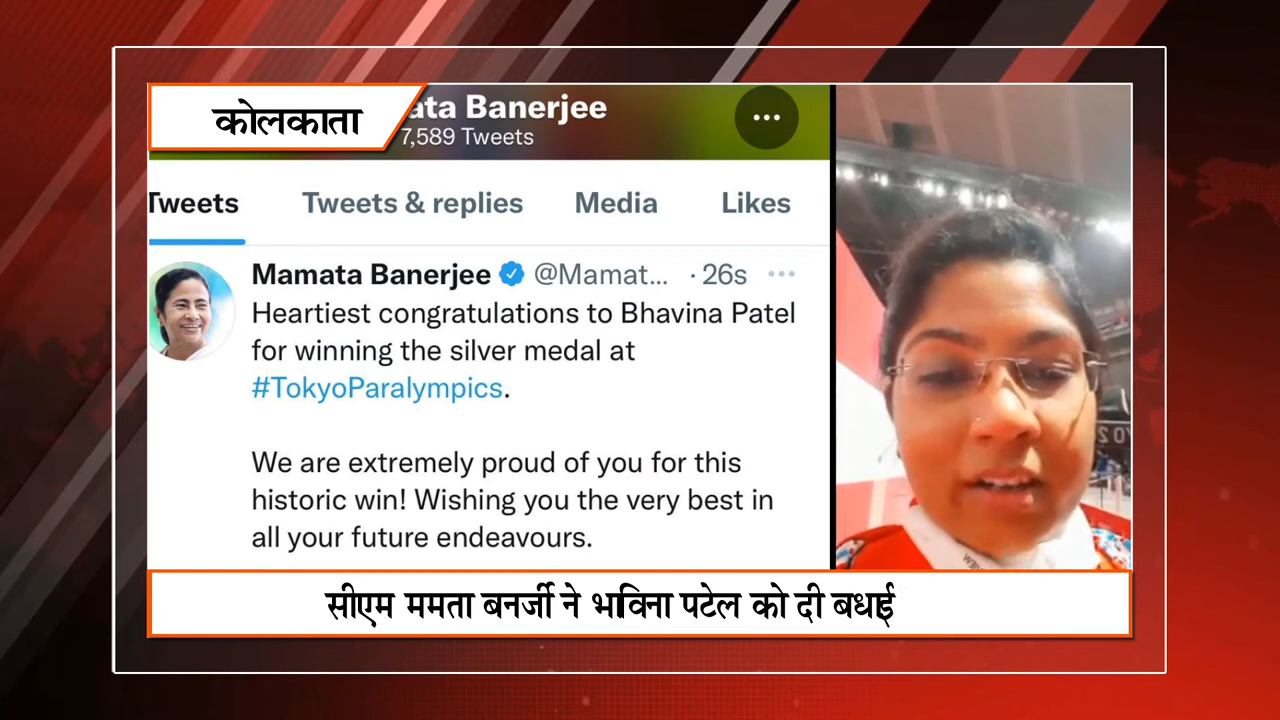 कोलकाता
ata Banerjee
7,589 Tweets
Tweets
Tweets & replies
Media
Likes
Mamata Banerjee @Mamat... · 26s
Heartiest congratulations to Bhavina Patel
for winning the silver medal at
#TokyoParalympics.
We are extremely proud of you for this
historic win! Wishing you the very best in
all your future endeavours.
सीएम ममता बनर्जी ने भाविना पटेल को दी बधाई